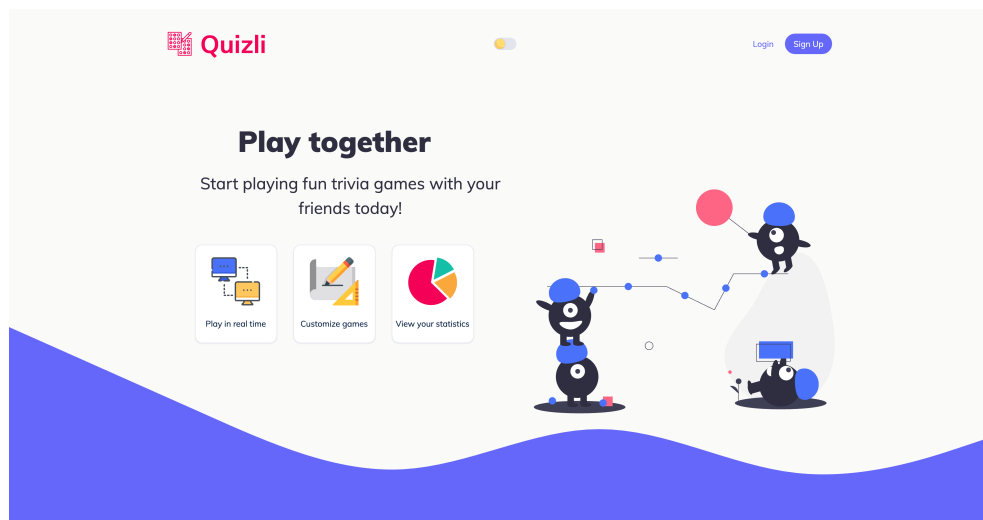 Quizli
Login
Sign Up
Play together
Start playing fun trivia games with your
friends today!
Play in real time
Customize games
View your statistics